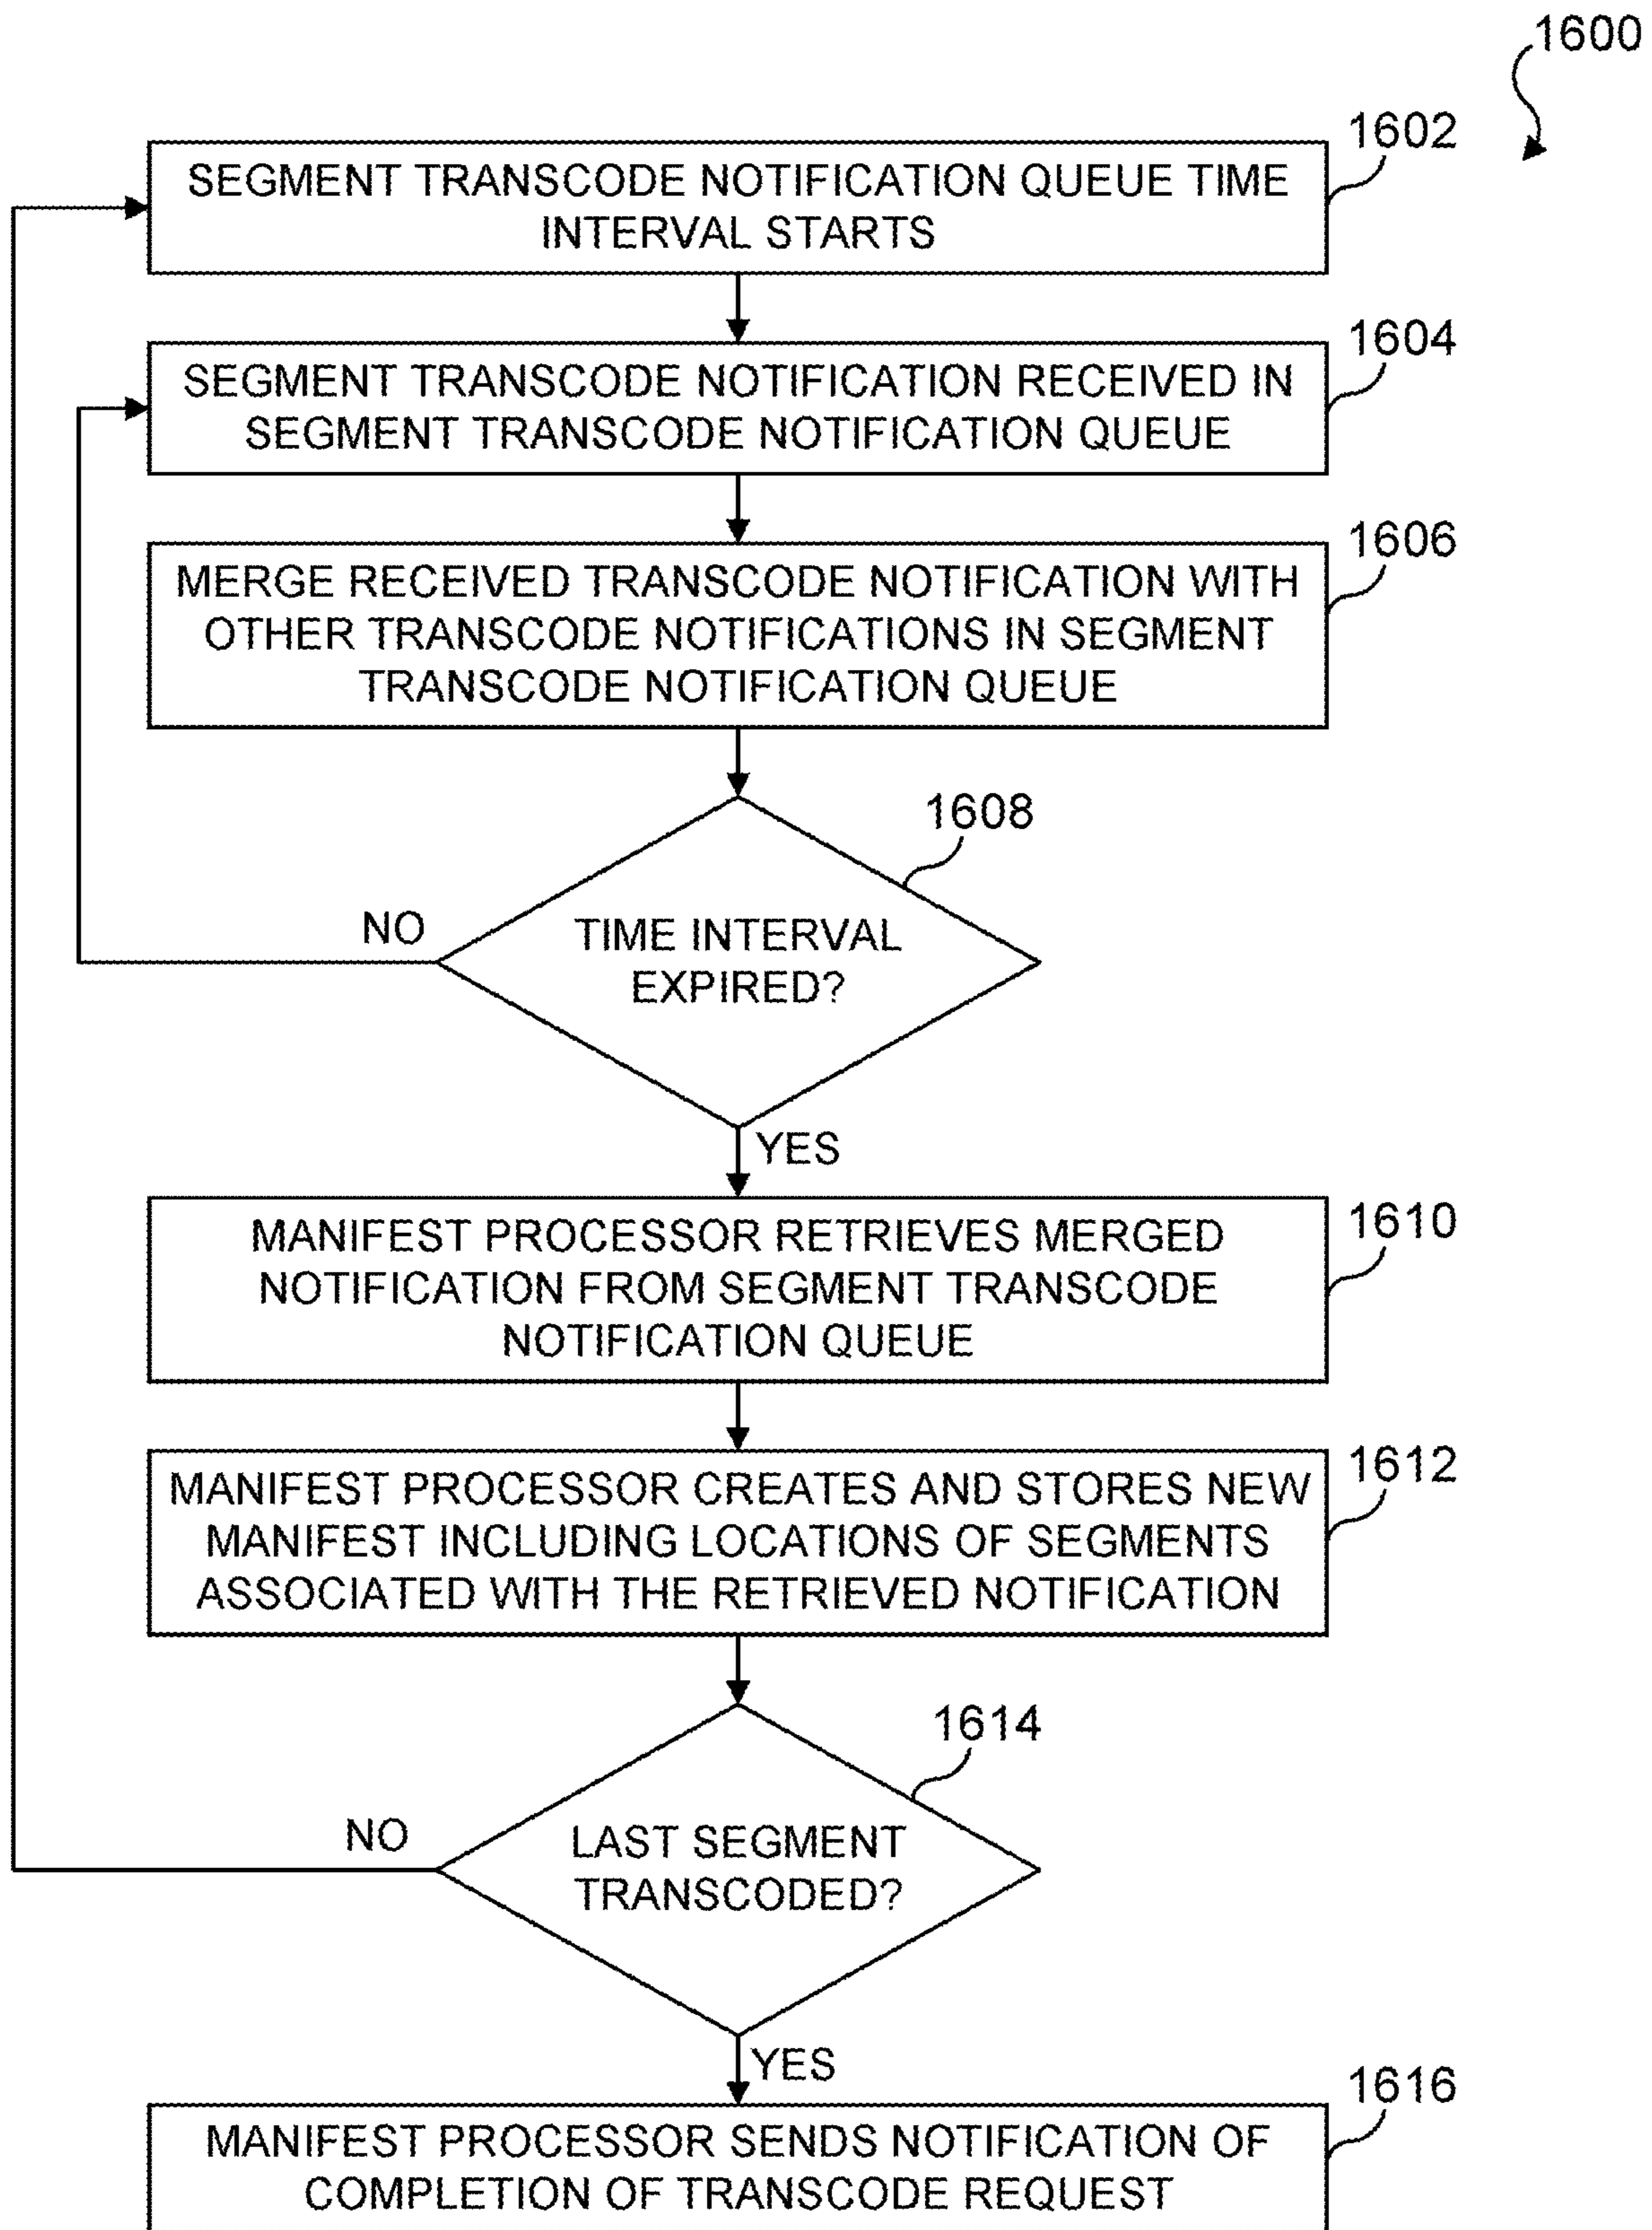 1600
1602
SEGMENT TRANSCODE NOTIFICATION QUEUE TIME
INTERVAL STARTS
1604
SEGMENT TRANSCODE NOTIFICATION RECEIVED IN
SEGMENT TRANSCODE NOTIFICATION QUEUE
1606
MERGE RECEIVED TRANSCODE NOTIFICATION WITH
OTHER TRANSCODE NOTIFICATIONS IN SEGMENT
TRANSCODE NOTIFICATION QUEUE
1608
NO
TIME INTERVAL
EXPIRED?
YES
1610
MANIFEST PROCESSOR RETRIEVES MERGED
NOTIFICATION FROM SEGMENT TRANSCODE
NOTIFICATION QUEUE
1612
MANIFEST PROCESSOR CREATES AND STORES NEW
MANIFEST INCLUDING LOCATIONS OF SEGMENTS
ASSOCIATED WITH THE RETRIEVED NOTIFICATION
1614
NO
LAST SEGMENT
TRANSCODED?
YES
1616
MANIFEST PROCESSOR SENDS NOTIFICATION OF
COMPLETION OF TRANSCODE REQUEST